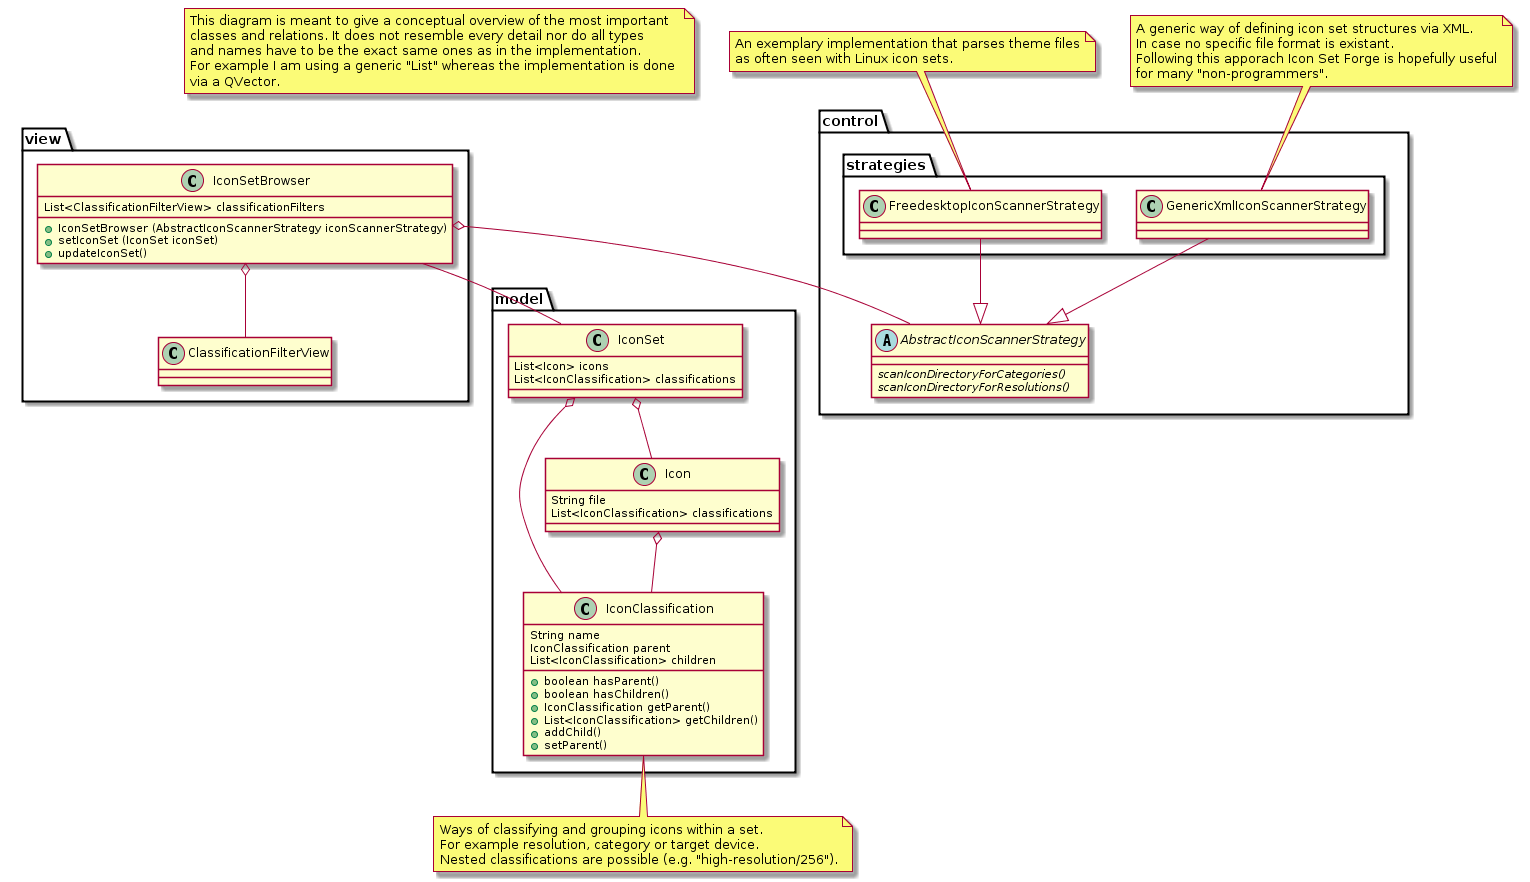 This diagram is meant to give a conceptual overview of the most important
classes and relations. It does not resemble every detail nor do all types
and names have to be the exact same ones as in the implementation.
For example I am using a generic "List" whereas the implementation is done
via a QVector.
An exemplary implementation that parses theme files
as often seen with Linux icon sets.
A generic way of defining icon set structures via XML.
In case no specific file format is existant.
Following this apporach Icon Set Forge is hopefully useful
for many "non-programmers".
view
C IconSetBrowser
List<ClassificationFilterView> classificationFilters
IconSetBrowser (AbstractIconScannerStrategy iconScannerStrategy)
setIconSet (IconSet iconSet)
updateIconSet()
C ClassificationFilterView
control
strategies
C FreedesktopIconScannerStrategy
C GenericXmlIconScannerStrategy
A AbstractIconScannerStrategy
scanIconDirectoryForCategories()
scanIconDirectoryForResolutions()
model
C IconSet
List<Icon> icons
List<IconClassification> classifications
C Icon
String file
List<IconClassification> classifications
C IconClassification
String name
IconClassification parent
List<IconClassification> children
boolean hasParent()
boolean hasChildren()
IconClassification getParent()
List<IconClassification> getChildren()
addChild()
setParent()
Ways of classifying and grouping icons within a set.
For example resolution, category or target device.
Nested classifications are possible (e.g. "high-resolution/256").